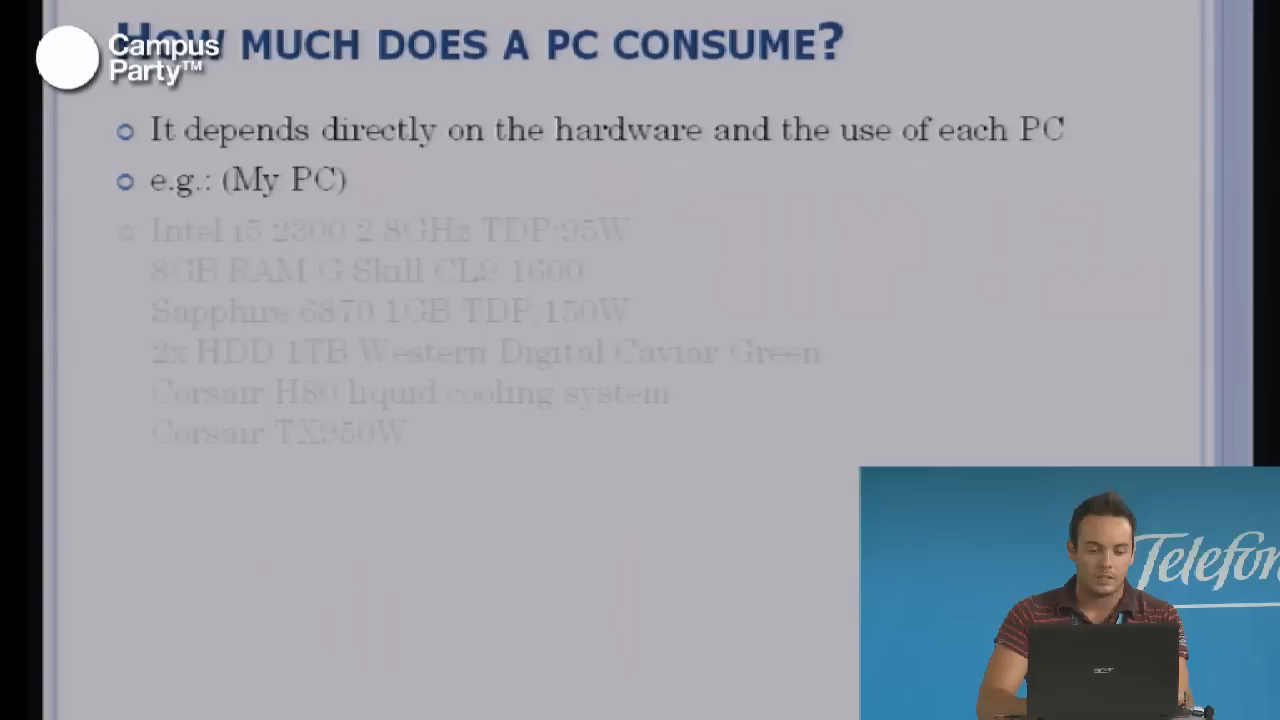 HOW MUCH DOES A PC CONSUME?
Campus
Party™
It depends directly on the hardware and the use of each PC
e.g.: (My PC)
Intel i5 2300 2.8GHz TDP:95W
8GB RAM G Skill CL9 1600
Sapphire 6870 1GB TDP:150W
2x HDD 1TB Western Digital Caviar Green
Corsair H80 liquid cooling system
Corsair TX950W
Telefon
acer